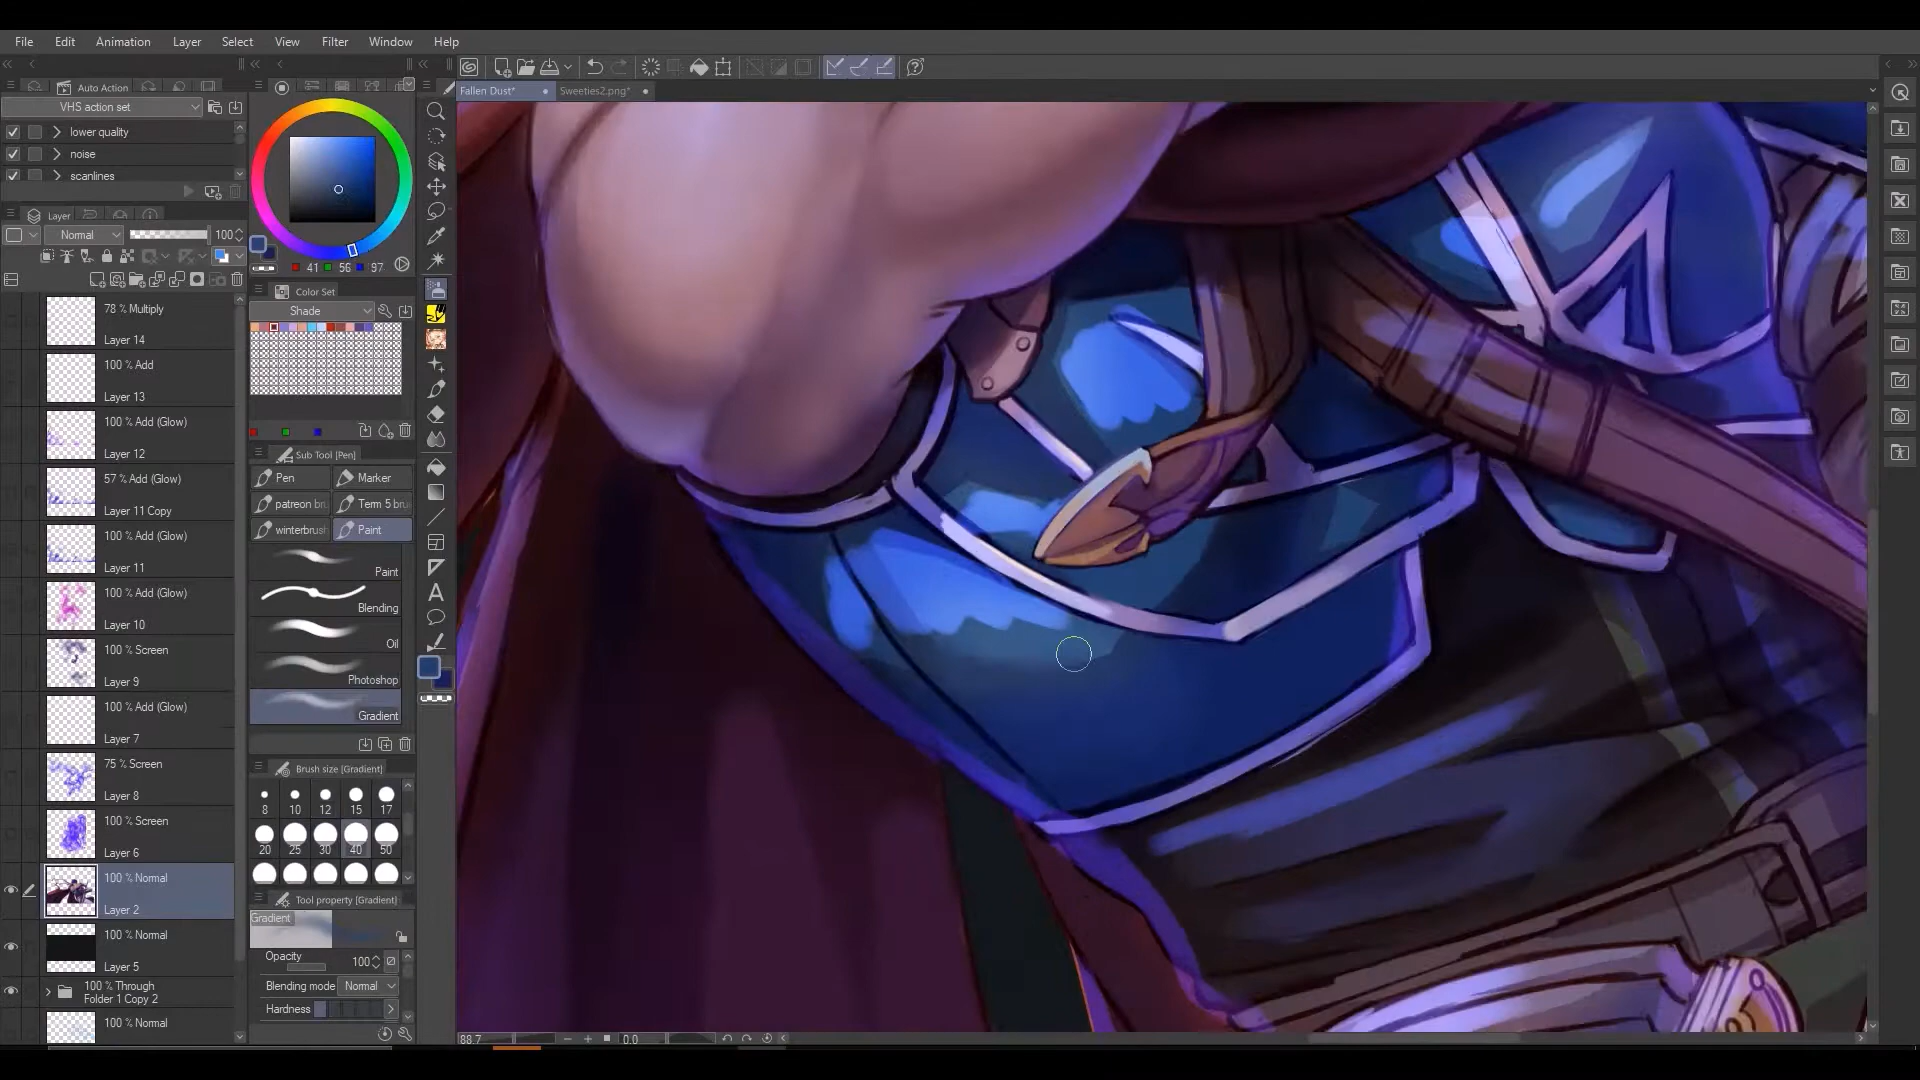 File Edit Animation Layer Select View Filter Window Help
Auto Action
Fallen Dust* Sweeties2.png*
VHS action set
lower quality
noise
scanlines
Layer
Normal 100
41 56 97
Color Set
Shade
78 % Multiply
Layer 14
100 % Add
Layer 13
100 % Add (Glow)
Layer 12
57 % Add (Glow)
Layer 11 Copy
100 % Add (Glow)
Layer 11
100 % Add (Glow)
Layer 10
100 % Screen
Layer 9
100 % Add (Glow)
Layer 7
75 % Screen
Layer 8
100 % Screen
Layer 6
100 % Normal
Layer 2
100 % Normal
Layer 5
100 % Through
Folder 1 Copy 2
100 % Normal
Sub Tool [Pen]
Pen Marker
patreon bru Term 5 bru
winterbrush Paint
Paint
Blending
Oil
Photoshop
Gradient
Brush size [Gradient]
8 10 12 15 17
20 25 30 40 50
Tool property [Gradient]
Gradient
Opacity 100
Blending mode Normal
Hardness
88.7 0.0